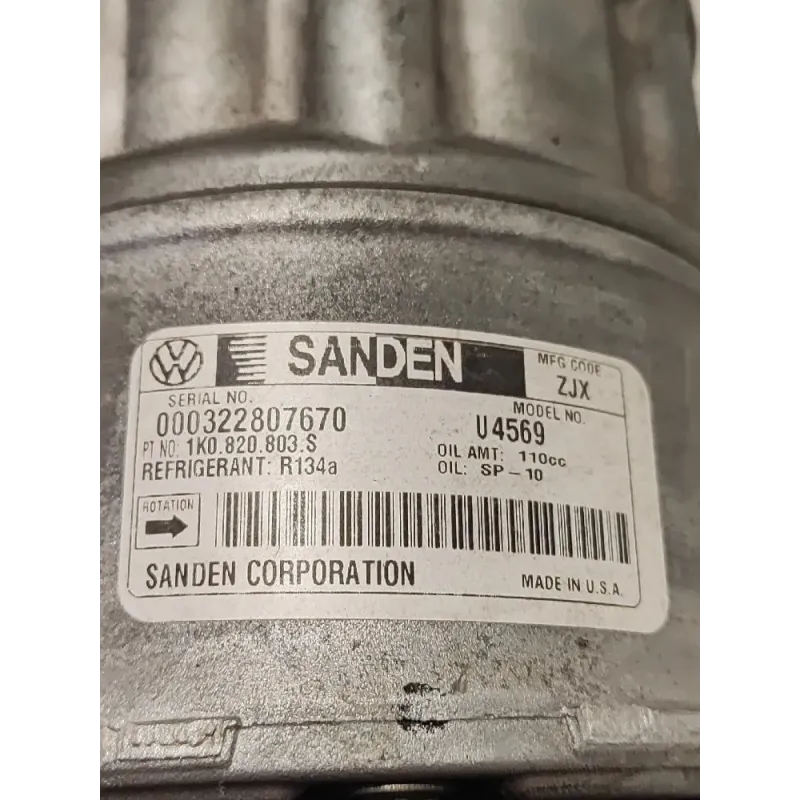 VW SANDEN MFG CODE
ZJX
SERIAL NO. MODEL NO.
000322807670 U4569
PT NO: 1K0.820.803.S OIL AMT: 110cc
REFRIGERANT: R134a OIL: SP-10
ROTATION
SANDEN CORPORATION MADE IN U.S.A.